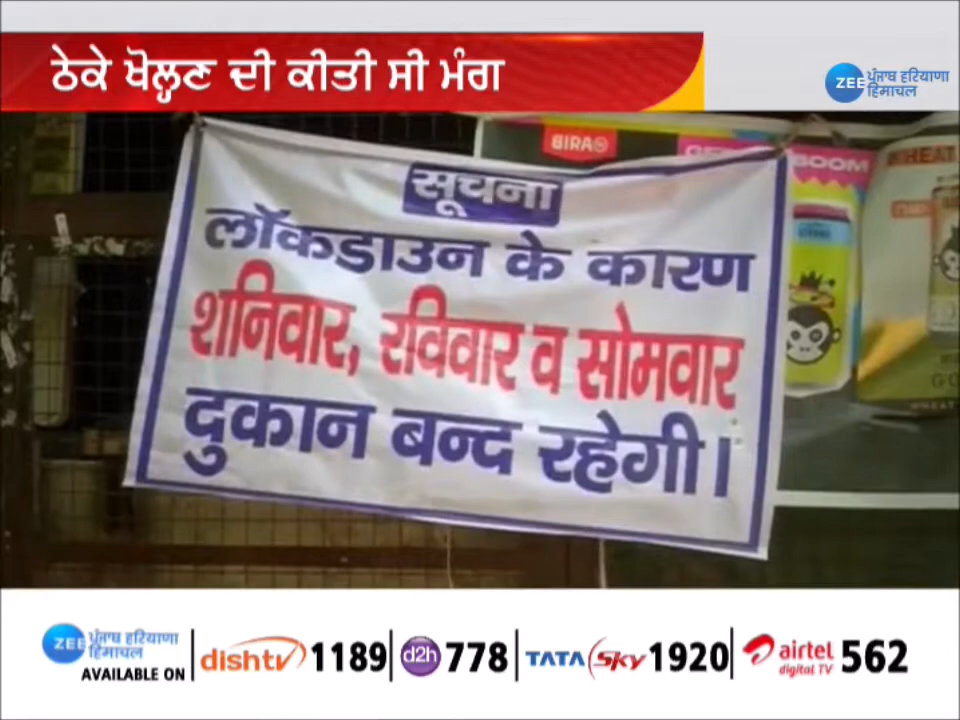 ਠੇਕੇ ਖੋਲ੍ਹਣ ਦੀ ਕੀਤੀ ਸੀ ਮੰਗ
ZEE ਪੰਜਾਬ ਹਰਿਆਣਾ ਹਿਮਾਚਲ
BIRA
BOOM
WHEAT
सूचना
लॉकडाउन के कारण
शनिवार, रविवार व सोमवार
दुकान बन्द रहेगी।
ZEE ਪੰਜਾਬ ਹਰਿਆਣਾ ਹਿਮਾਚਲ
AVAILABLE ON
dishtv 1189
d2h 778
TATA Sky 1920
airtel digital TV 562